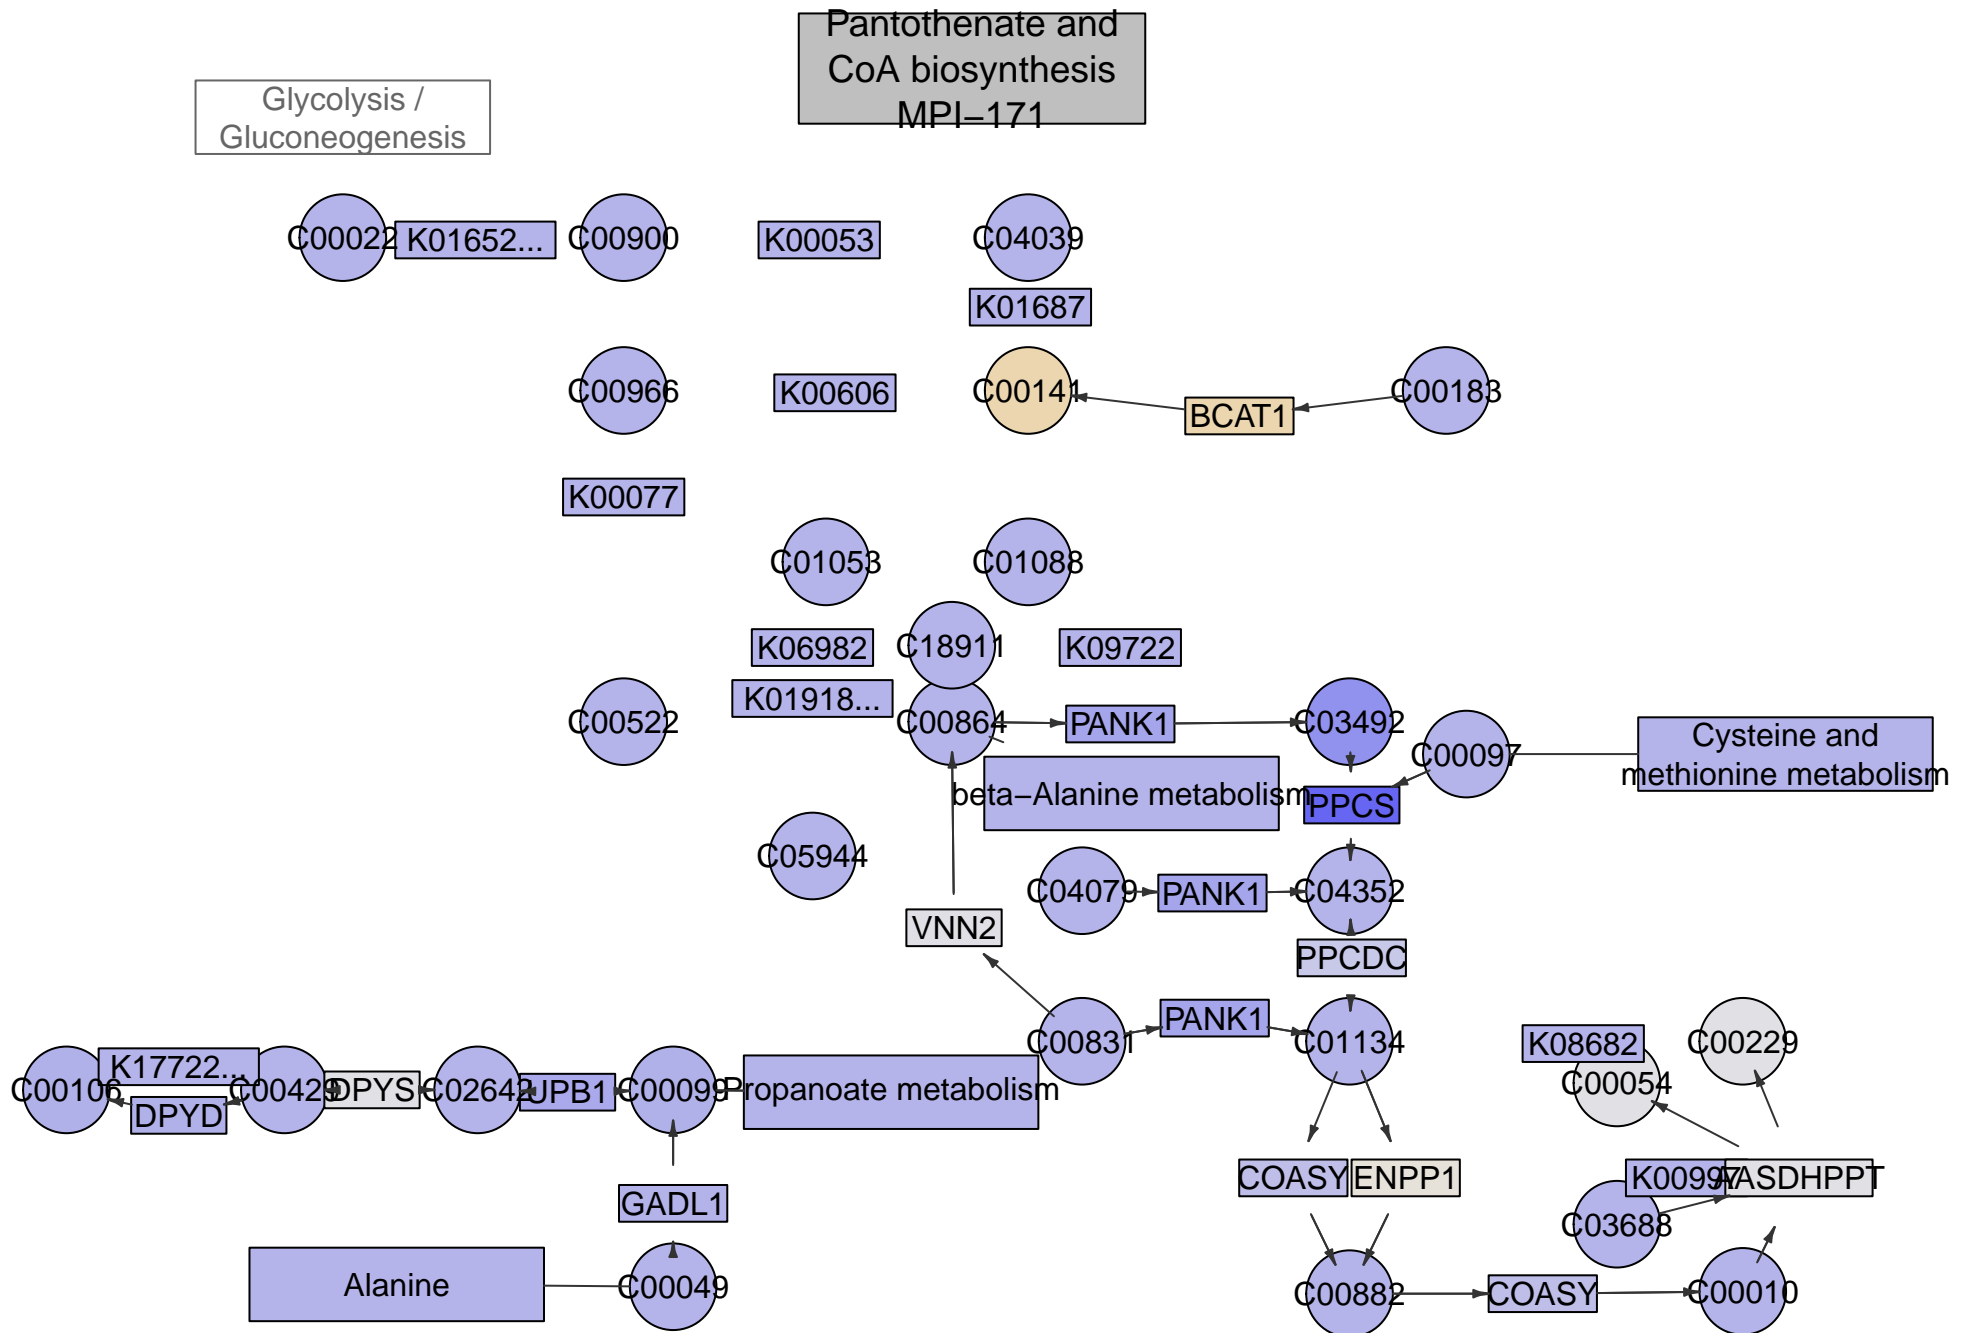 Pantothenate and
CoA biosynthesis
MPI−171
Glycolysis /
Gluconeogenesis
C00022
K01652...
C00900
K00053
C04039
K01687
C00966
K00606
C00141
BCAT1
C00183
K00077
C01053
C01088
K06982
C18911
K09722
K01918...
C00522
C00864
PANK1
C03492
C00097
Cysteine and
methionine metabolism
beta−Alanine metabolism
PPCS
C05944
C04079
PANK1
C04352
VNN2
PPCDC
C00831
PANK1
C01134
K08682
C00229
C00054
C00106
K17722...
C00429
DPYD
DPYS
C02642
UPB1
C00099
Propanoate metabolism
COASY
ENPP1
K00997
AASDHPPT
GADL1
C03688
Alanine
C00049
C00882
COASY
C00010